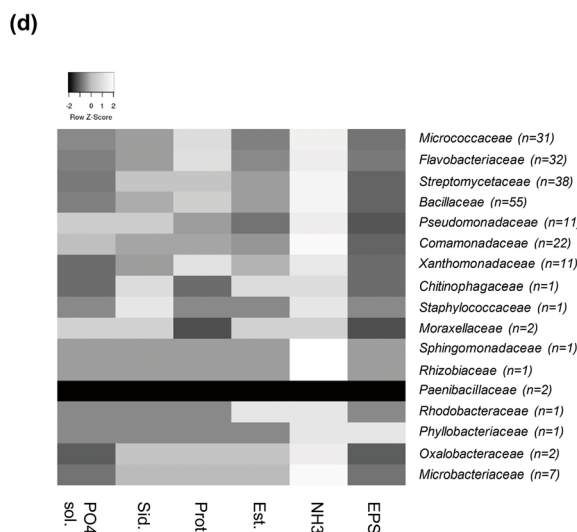 (d)
-2 0 1 2
Row Z-Score
Micrococcaceae (n=31)
Flavobacteriaceae (n=32)
Streptomycetaceae (n=38)
Bacillaceae (n=55)
Pseudomonadaceae (n=11)
Comamonadaceae (n=22)
Xanthomonadaceae (n=11)
Chitinophagaceae (n=1)
Staphylococcaceae (n=1)
Moraxellaceae (n=2)
Sphingomonadaceae (n=1)
Rhizobiaceae (n=1)
Paenibacillaceae (n=2)
Rhodobacteraceae (n=1)
Phyllobacteriaceae (n=1)
Oxalobacteraceae (n=2)
Microbacteriaceae (n=7)
PO4
sol.
Sid.
Prot
Est.
NH3
EPS